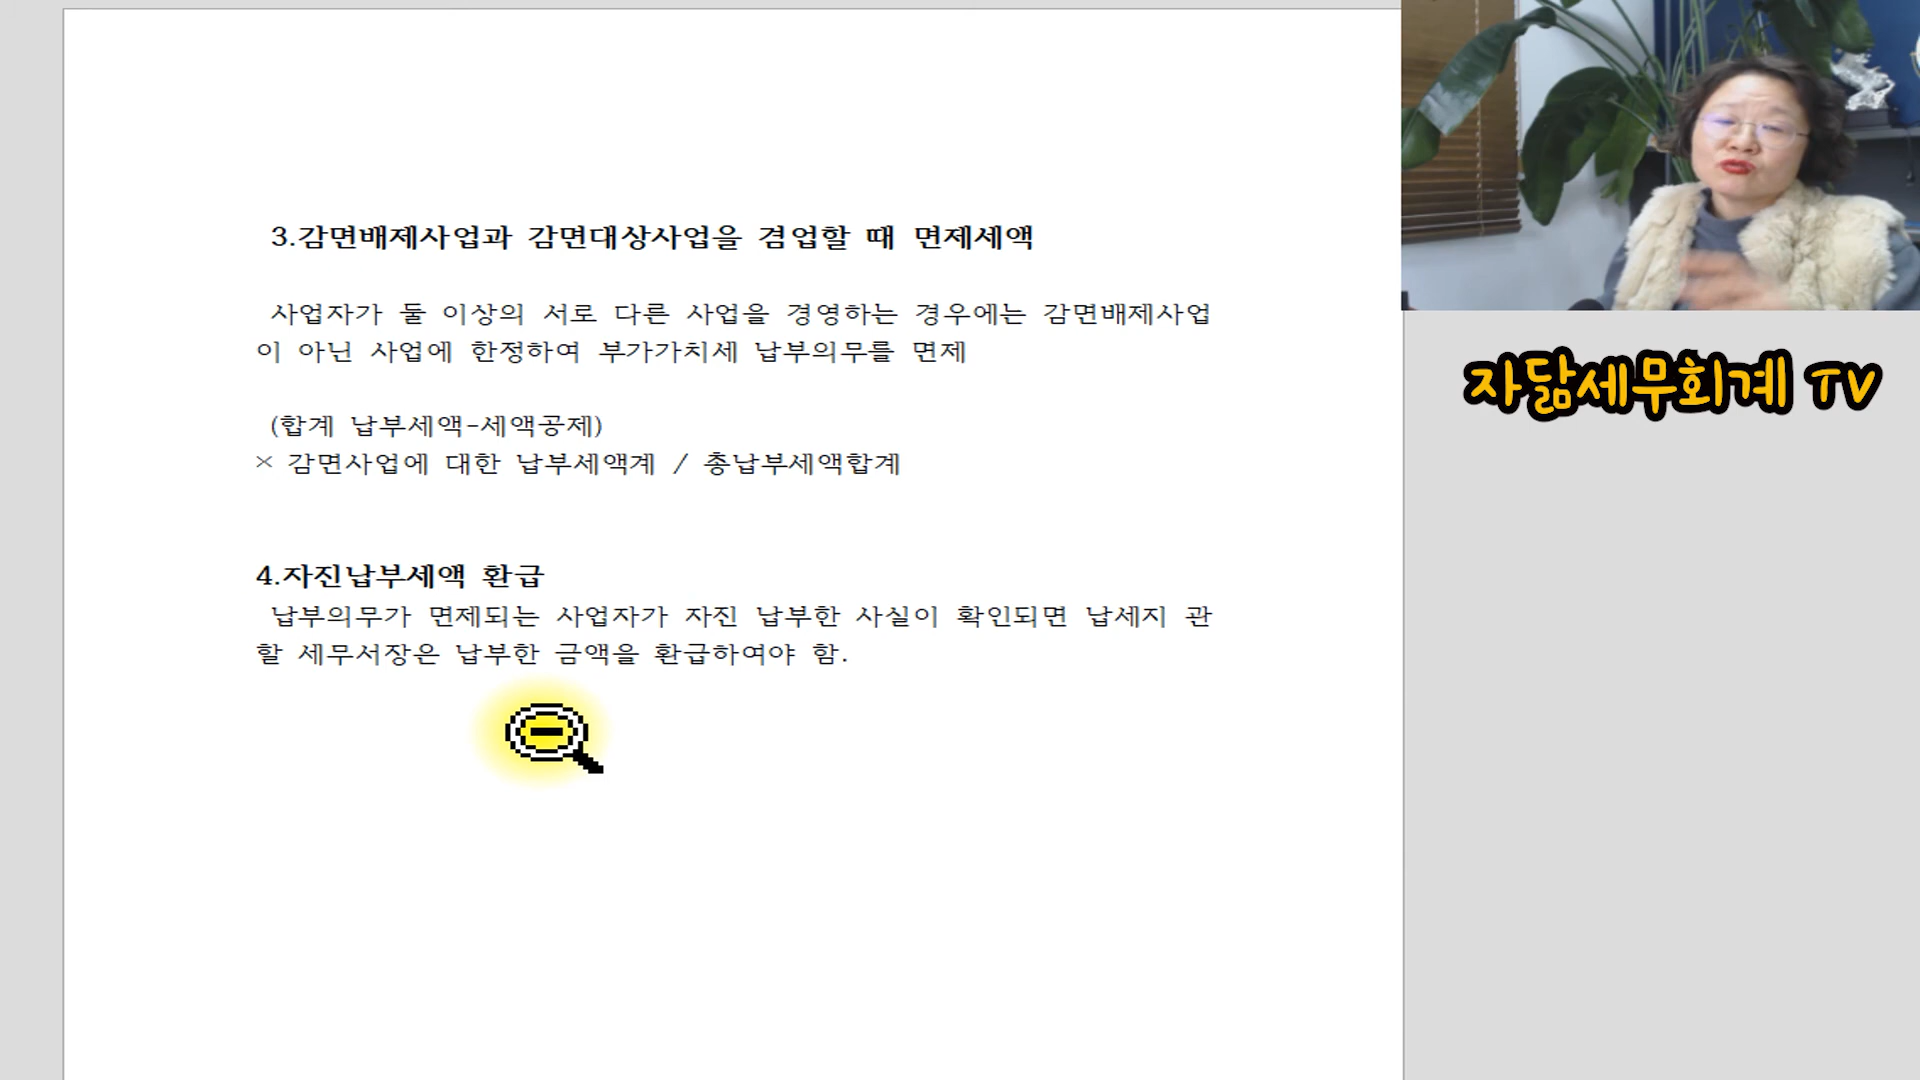 3.감면배제사업과 감면대상사업을 겸업할 때 면제세액
사업자가 둘 이상의 서로 다른 사업을 경영하는 경우에는 감면배제사업
이 아닌 사업에 한정하여 부가가치세 납부의무를 면제
(합계 납부세액-세액공제)
× 감면사업에 대한 납부세액계 / 총납부세액합계
4.자진납부세액 환급
납부의무가 면제되는 사업자가 자진 납부한 사실이 확인되면 납세지 관
할 세무서장은 납부한 금액을 환급하여야 함.
자닮세무회계 TV